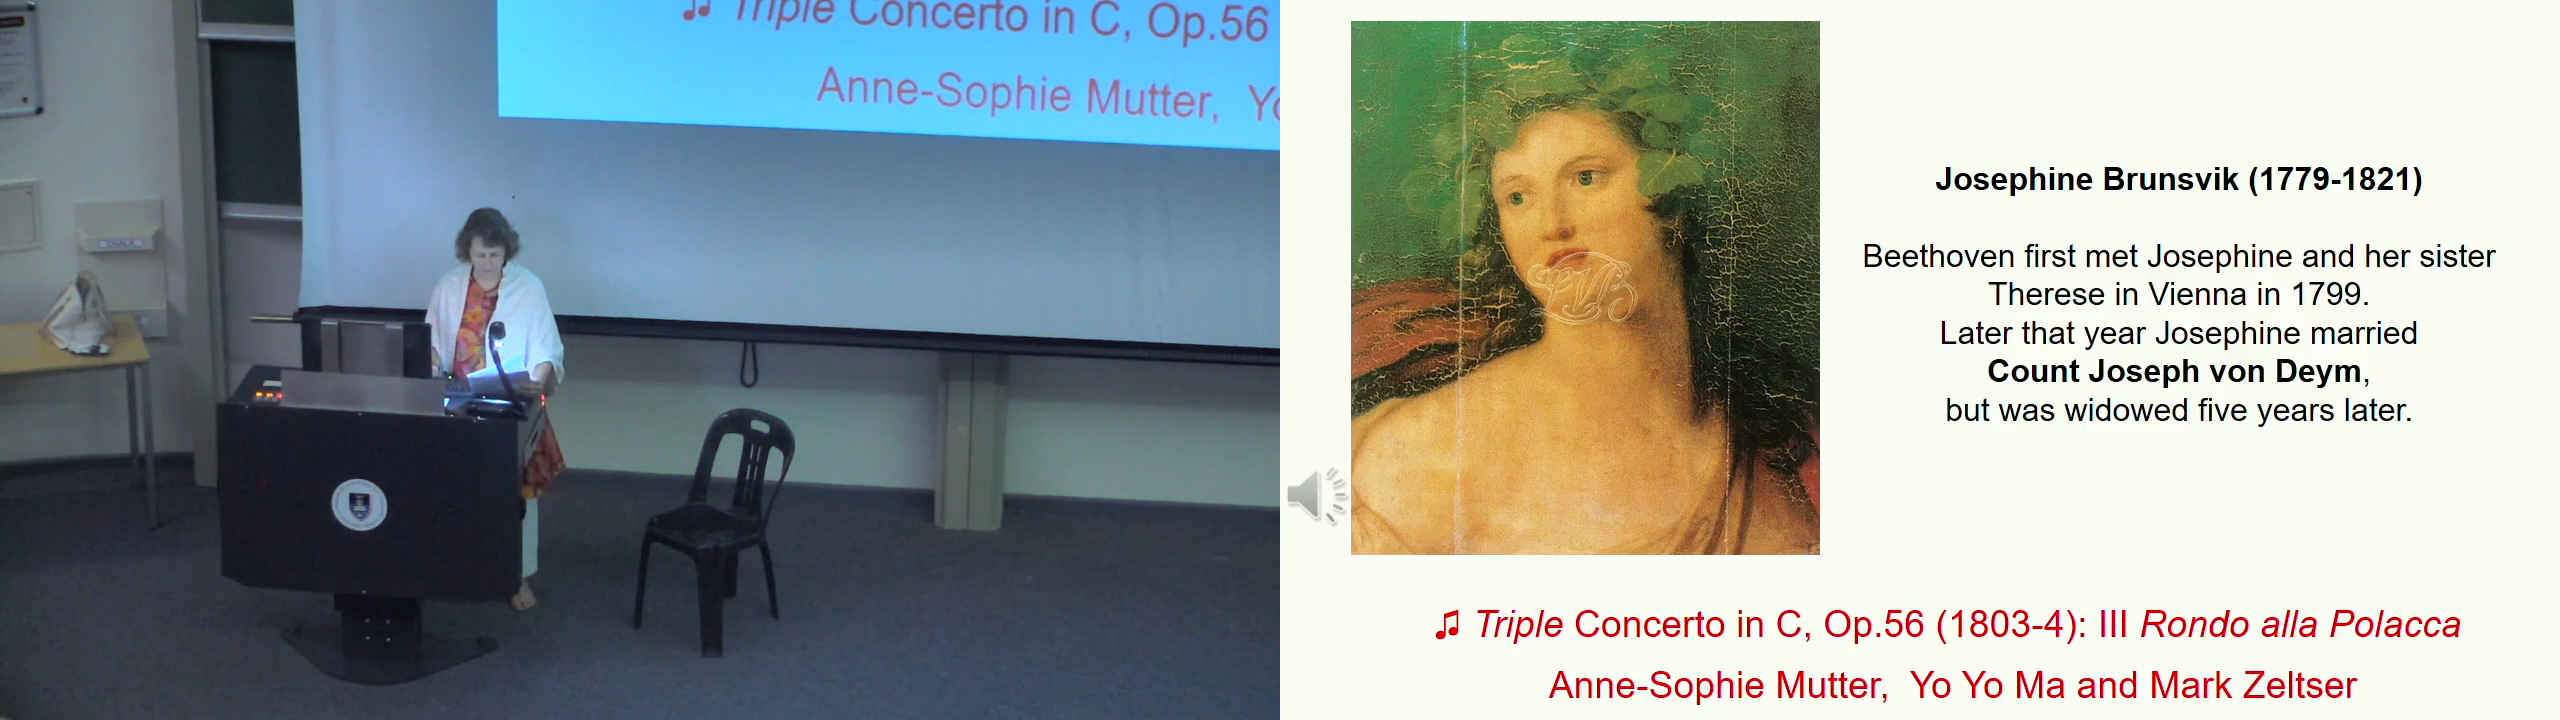 ♫ Triple Concerto in C, Op.56
Anne-Sophie Mutter,
CHALK
Josephine Brunsvik (1779-1821)
Beethoven first met Josephine and her sister
Therese in Vienna in 1799.
Later that year Josephine married
Count Joseph von Deym,
but was widowed five years later.
LVB
♫ Triple Concerto in C, Op.56 (1803-4): III Rondo alla Polacca
Anne-Sophie Mutter, Yo Yo Ma and Mark Zeltser